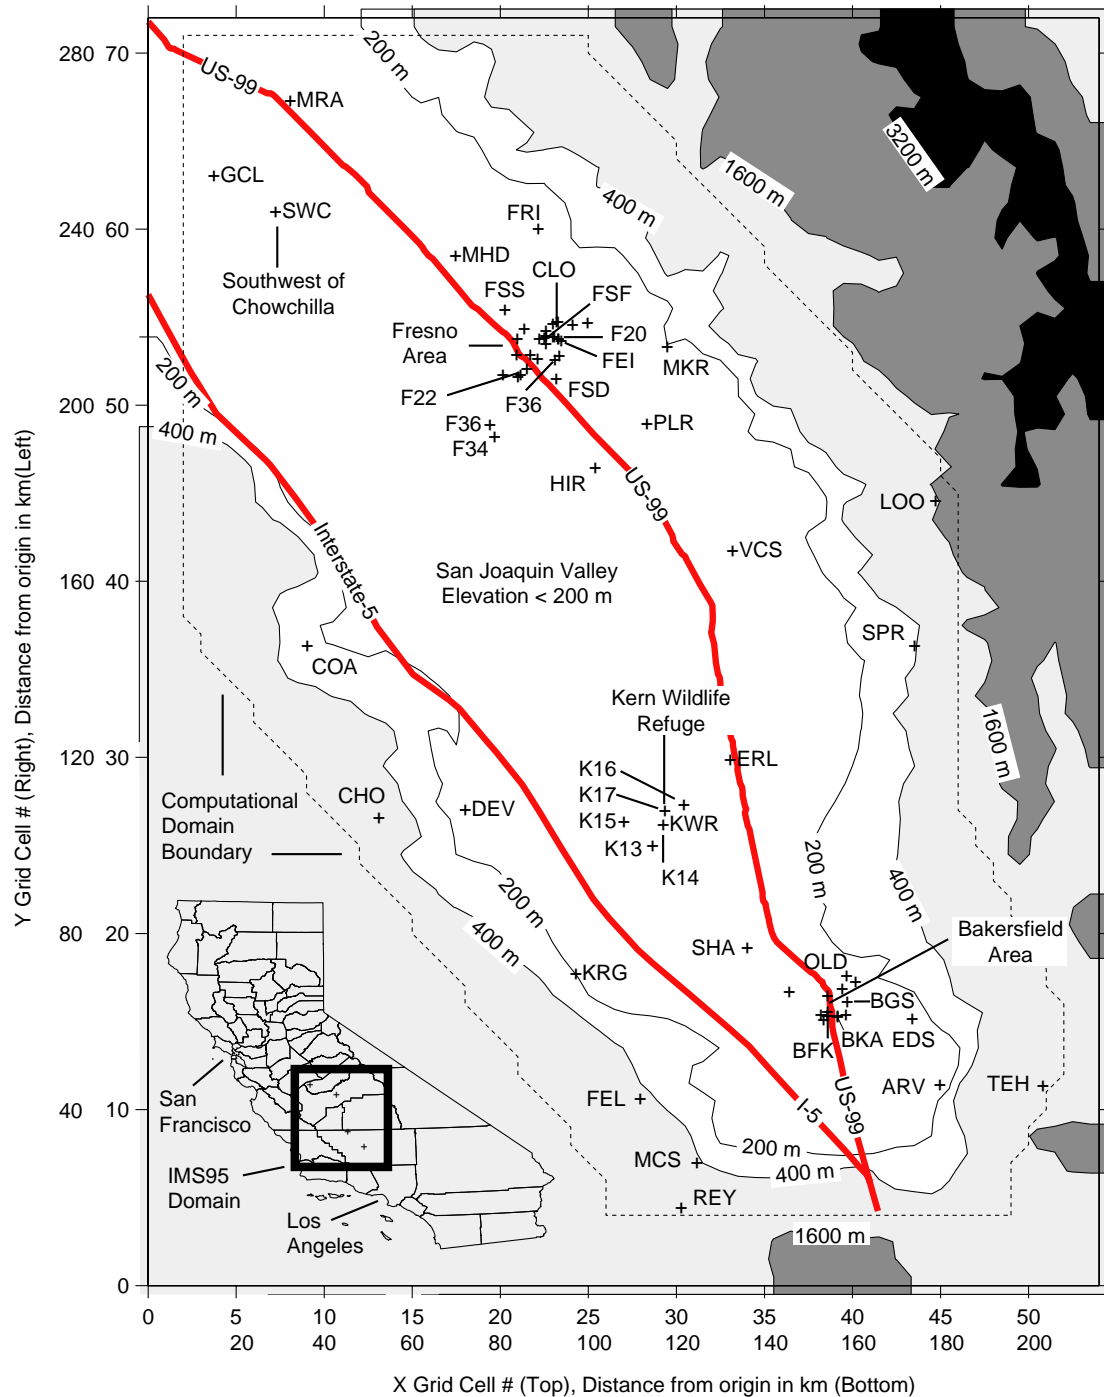 280 70
240 60
200 50
160 40
120 30
80 20
40 10
0
Y Grid Cell # (Right), Distance from origin in km(Left)
200 m
US-99
MRA
3200 m
1600 m
GCL
400 m
SWC
FRI
MHD
CLO
Southwest of
Chowchilla
FSS
FSF
Fresno
Area
F20
FEI
MKR
200 m
F22
F36
FSD
400 m
F36
PLR
F34
HIR
US-99
LOO
Interstate-5
VCS
San Joaquin Valley
Elevation < 200 m
SPR
COA
Kern Wildlife
Refuge
1600 m
ERL
K16
K17
CHO
DEV
Computational
Domain
Boundary
K15
KWR
K13
K14
200 m
400 m
200 m
400 m
SHA
Bakersfield
Area
OLD
KRG
BGS
BFK
BKA
EDS
San
Francisco
FEL
I-5
US-99
ARV
TEH
200 m
MCS
400 m
IMS95
Domain
REY
Los
Angeles
1600 m
0 5 10 15 20 25 30 35 40 45 50
20 40 60 80 100 120 140 160 180 200
X Grid Cell # (Top), Distance from origin in km (Bottom)